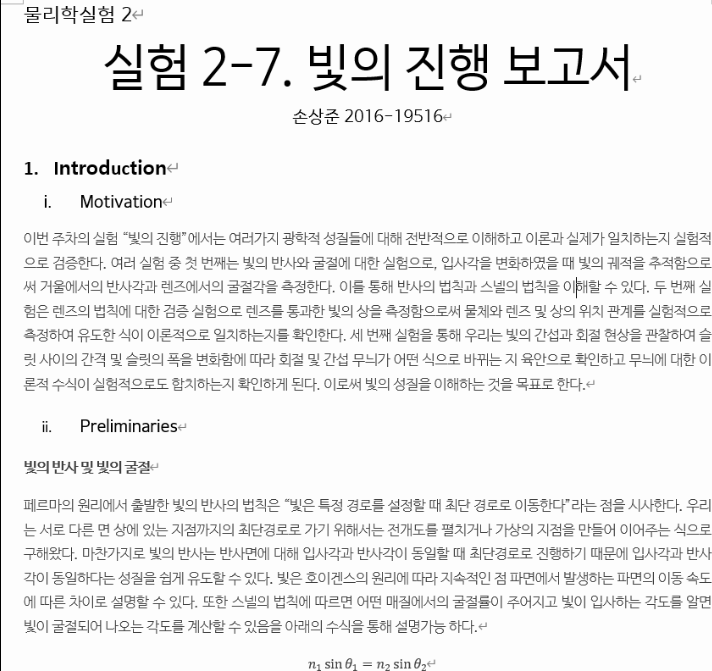 물리학실험 2
실험 2-7. 빛의 진행 보고서
손상준 2016-19516
1. Introduction
i. Motivation
이번 주차의 실험 “빛의 진행”에서는 여러가지 광학적 성질들에 대해 전반적으로 이해하고 이론과 실제가 일치하는지 실험적
으로 검증한다. 여러 실험 중 첫 번째는 빛의 반사와 굴절에 대한 실험으로, 입사각을 변화하였을 때 빛의 궤적을 추적함으로
써 거울에서의 반사각과 렌즈에서의 굴절각을 측정한다. 이를 통해 반사의 법칙과 스넬의 법칙을 이해할 수 있다. 두 번째 실
험은 렌즈의 법칙에 대한 검증 실험으로 렌즈를 통과한 빛의 상을 측정함으로써 물체와 렌즈 및 상의 위치 관계를 실험적으로
측정하여 유도한 식이 이론적으로 일치하는지를 확인한다. 세 번째 실험을 통해 우리는 빛의 간섭과 회절 현상을 관찰하여 슬
릿 사이의 간격 및 슬릿의 폭을 변화함에 따라 회절 및 간섭 무늬가 어떤 식으로 바뀌는 지 육안으로 확인하고 무늬에 대한 이
론적 수식이 실험적으로도 합치하는지 확인하게 된다. 이로써 빛의 성질을 이해하는 것을 목표로 한다.
ii. Preliminaries
빛의 반사 및 빛의 굴절
페르마의 원리에서 출발한 빛의 반사의 법칙은 “빛은 특정 경로를 설정할 때 최단 경로로 이동한다”라는 점을 시사한다. 우리
는 서로 다른 면 상에 있는 지점까지의 최단경로로 가기 위해서는 전개도를 펼치거나 가상의 지점을 만들어 이어주는 식으로
구해왔다. 마찬가지로 빛의 반사는 반사면에 대해 입사각과 반사각이 동일할 때 최단경로로 진행하기 때문에 입사각과 반사
각이 동일하다는 성질을 쉽게 유도할 수 있다. 빛은 호이겐스의 원리에 따라 지속적인 점 파면에서 발생하는 파면의 이동 속도
에 따른 차이로 설명할 수 있다. 또한 스넬의 법칙에 따르면 어떤 매질에서의 굴절률이 주어지고 빛이 입사하는 각도를 알면
빛이 굴절되어 나오는 각도를 계산할 수 있음을 아래의 수식을 통해 설명가능 하다.
n₁ sin θ₁ = n₂ sin θ₂